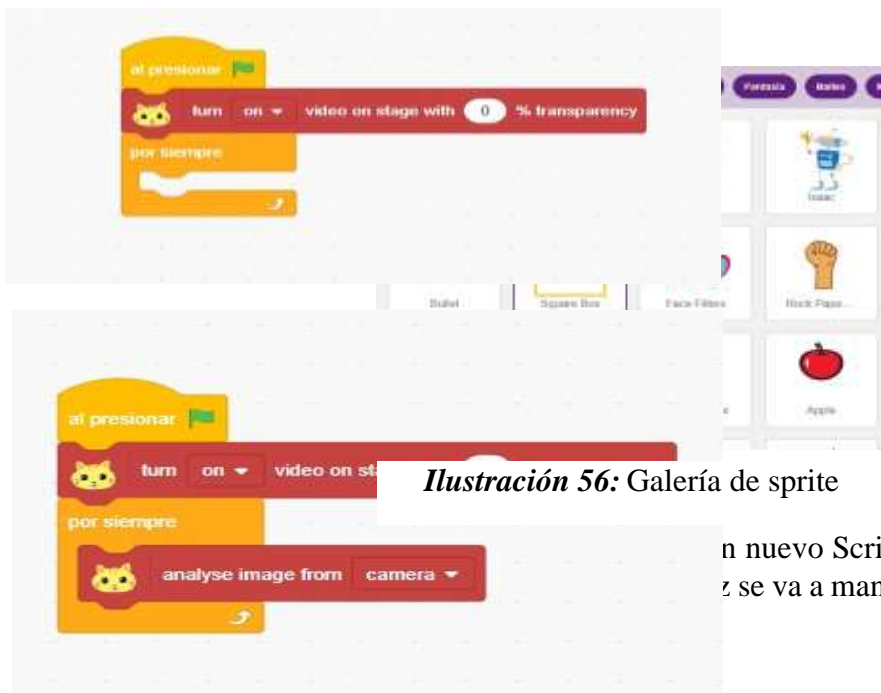 al presionar
turn on video on stage with 0 % transparency
por siempre
Fantasía
Bailes
Isaac
Bullet
Square Box
Face Filters
Rock Pape...
Apple
al presionar
turn on video on
por siempre
analyse image from camera
Ilustración 56: Galería de sprite
n nuevo Scri
se va a man